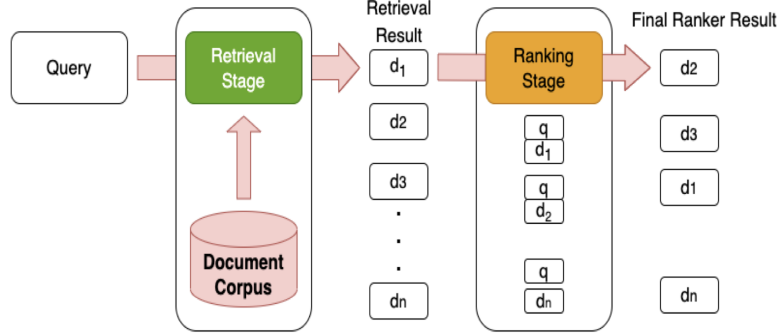 Query
Retrieval
Stage
Document
Corpus
Retrieval
Result
d1
d2
d3
.
.
.
dn
Ranking
Stage
q
d1
q
d2
q
dn
Final Ranker Result
d2
d3
d1
dn